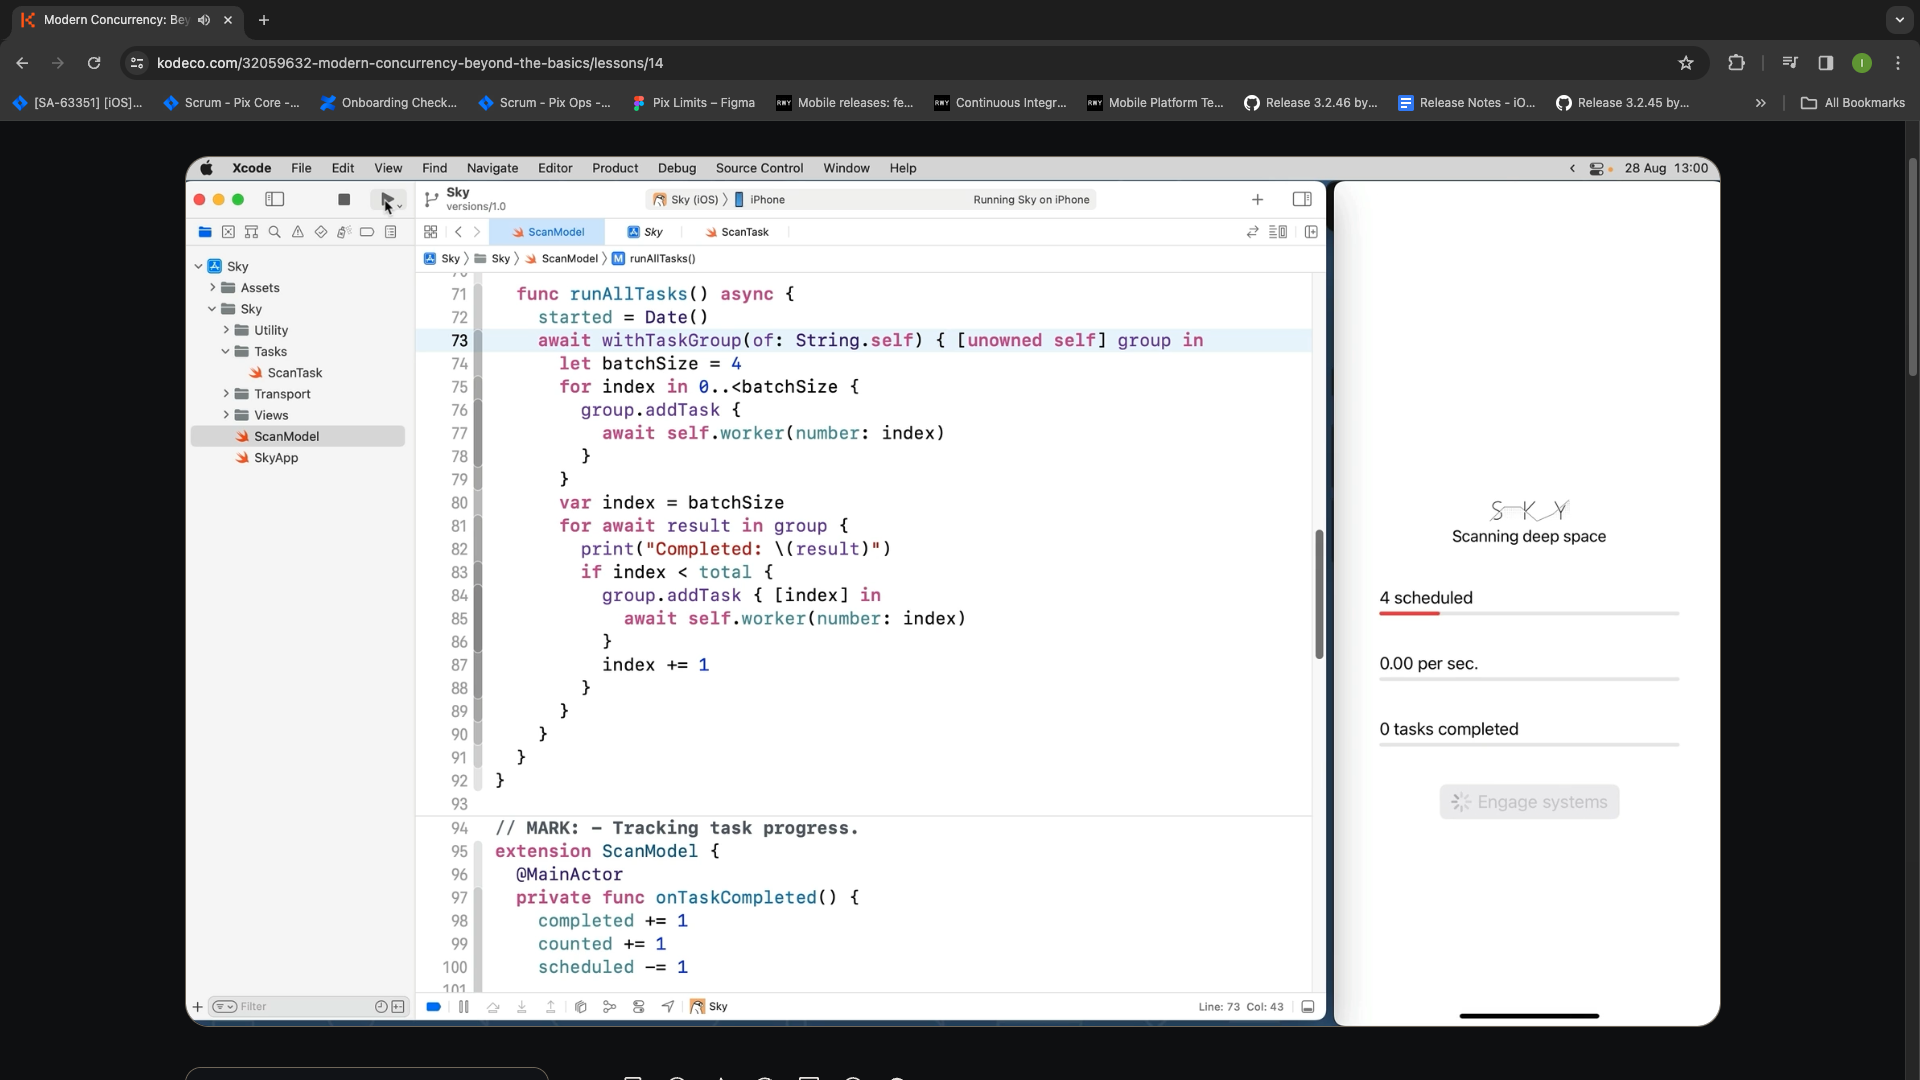 Modern Concurrency: Bey
kodeco.com/32059632-modern-concurrency-beyond-the-basics/lessons/14
I
[SA-63351] [iOS]...
Scrum - Pix Core -...
Onboarding Check...
Scrum - Pix Ops -...
Pix Limits – Figma
RWY Mobile releases: fe...
RWY Continuous Integr...
RWY Mobile Platform Te...
Release 3.2.46 by...
Release Notes - iO...
Release 3.2.45 by...
»
All Bookmarks
Xcode File Edit View Find Navigate Editor Product Debug Source Control Window Help
28 Aug 13:00
Sky
versions/1.0
Sky (iOS) 〉 iPhone
Running Sky on iPhone
ScanModel
Sky
ScanTask
Sky 〉 Sky 〉 ScanModel 〉 M runAllTasks()
Sky
Assets
Sky
Utility
Tasks
ScanTask
Transport
Views
ScanModel
SkyApp
Filter
70
71 func runAllTasks() async {
72 started = Date()
73 await withTaskGroup(of: String.self) { [unowned self] group in
74 let batchSize = 4
75 for index in 0..<batchSize {
76 group.addTask {
77 await self.worker(number: index)
78 }
79 }
80 var index = batchSize
81 for await result in group {
82 print("Completed: \(result)")
83 if index < total {
84 group.addTask { [index] in
85 await self.worker(number: index)
86 }
87 index += 1
88 }
89 }
90 }
91 }
92 }
93
94 // MARK: - Tracking task progress.
95 extension ScanModel {
96 @MainActor
97 private func onTaskCompleted() {
98 completed += 1
99 counted += 1
100 scheduled -= 1
101
Sky
Line: 73 Col: 43
S K Y
Scanning deep space
4 scheduled
0.00 per sec.
0 tasks completed
Engage systems